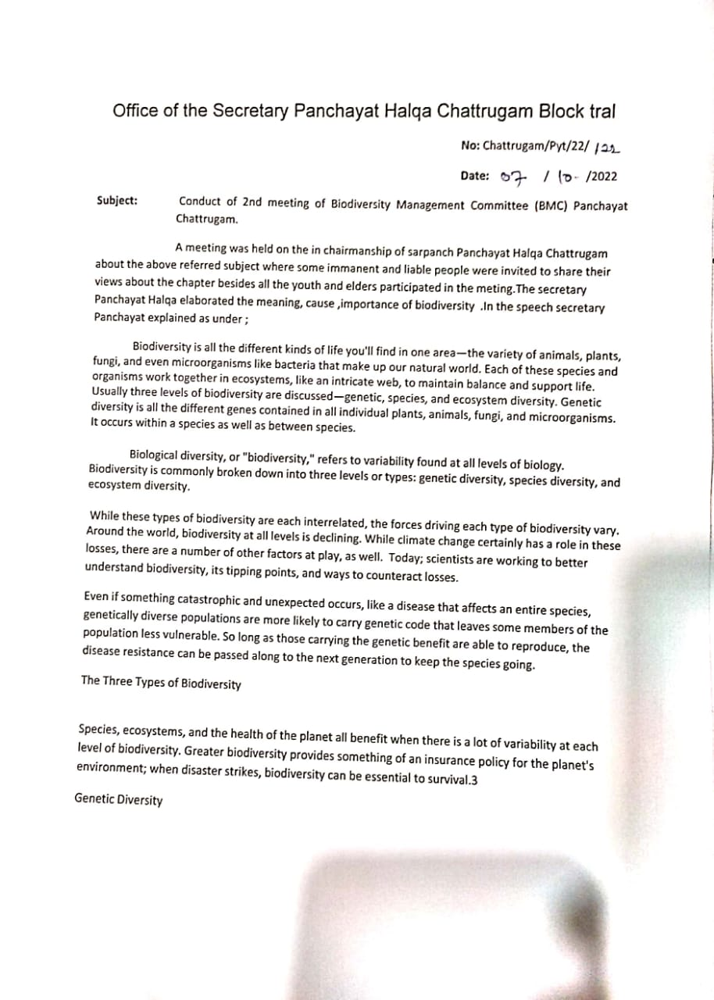 Office of the Secretary Panchayat Halqa Chattrugam Block tral
No: Chattrugam/Pyt/22/ 122
Date: 07 / 10- /2022
Subject: Conduct of 2nd meeting of Biodiversity Management Committee (BMC) Panchayat
Chattrugam.
A meeting was held on the in chairmanship of sarpanch Panchayat Halqa Chattrugam
about the above referred subject where some immanent and liable people were invited to share their
views about the chapter besides all the youth and elders participated in the meting.The secretary
Panchayat Halqa elaborated the meaning, cause ,importance of biodiversity .In the speech secretary
Panchayat explained as under ;
Biodiversity is all the different kinds of life you'll find in one area—the variety of animals, plants,
fungi, and even microorganisms like bacteria that make up our natural world. Each of these species and
organisms work together in ecosystems, like an intricate web, to maintain balance and support life.
Usually three levels of biodiversity are discussed—genetic, species, and ecosystem diversity. Genetic
diversity is all the different genes contained in all individual plants, animals, fungi, and microorganisms.
It occurs within a species as well as between species.
Biological diversity, or "biodiversity," refers to variability found at all levels of biology.
Biodiversity is commonly broken down into three levels or types: genetic diversity, species diversity, and
ecosystem diversity.
While these types of biodiversity are each interrelated, the forces driving each type of biodiversity vary.
Around the world, biodiversity at all levels is declining. While climate change certainly has a role in these
losses, there are a number of other factors at play, as well. Today; scientists are working to better
understand biodiversity, its tipping points, and ways to counteract losses.
Even if something catastrophic and unexpected occurs, like a disease that affects an entire species,
genetically diverse populations are more likely to carry genetic code that leaves some members of the
population less vulnerable. So long as those carrying the genetic benefit are able to reproduce, the
disease resistance can be passed along to the next generation to keep the species going.
The Three Types of Biodiversity
Species, ecosystems, and the health of the planet all benefit when there is a lot of variability at each
level of biodiversity. Greater biodiversity provides something of an insurance policy for the planet's
environment; when disaster strikes, biodiversity can be essential to survival.3
Genetic Diversity